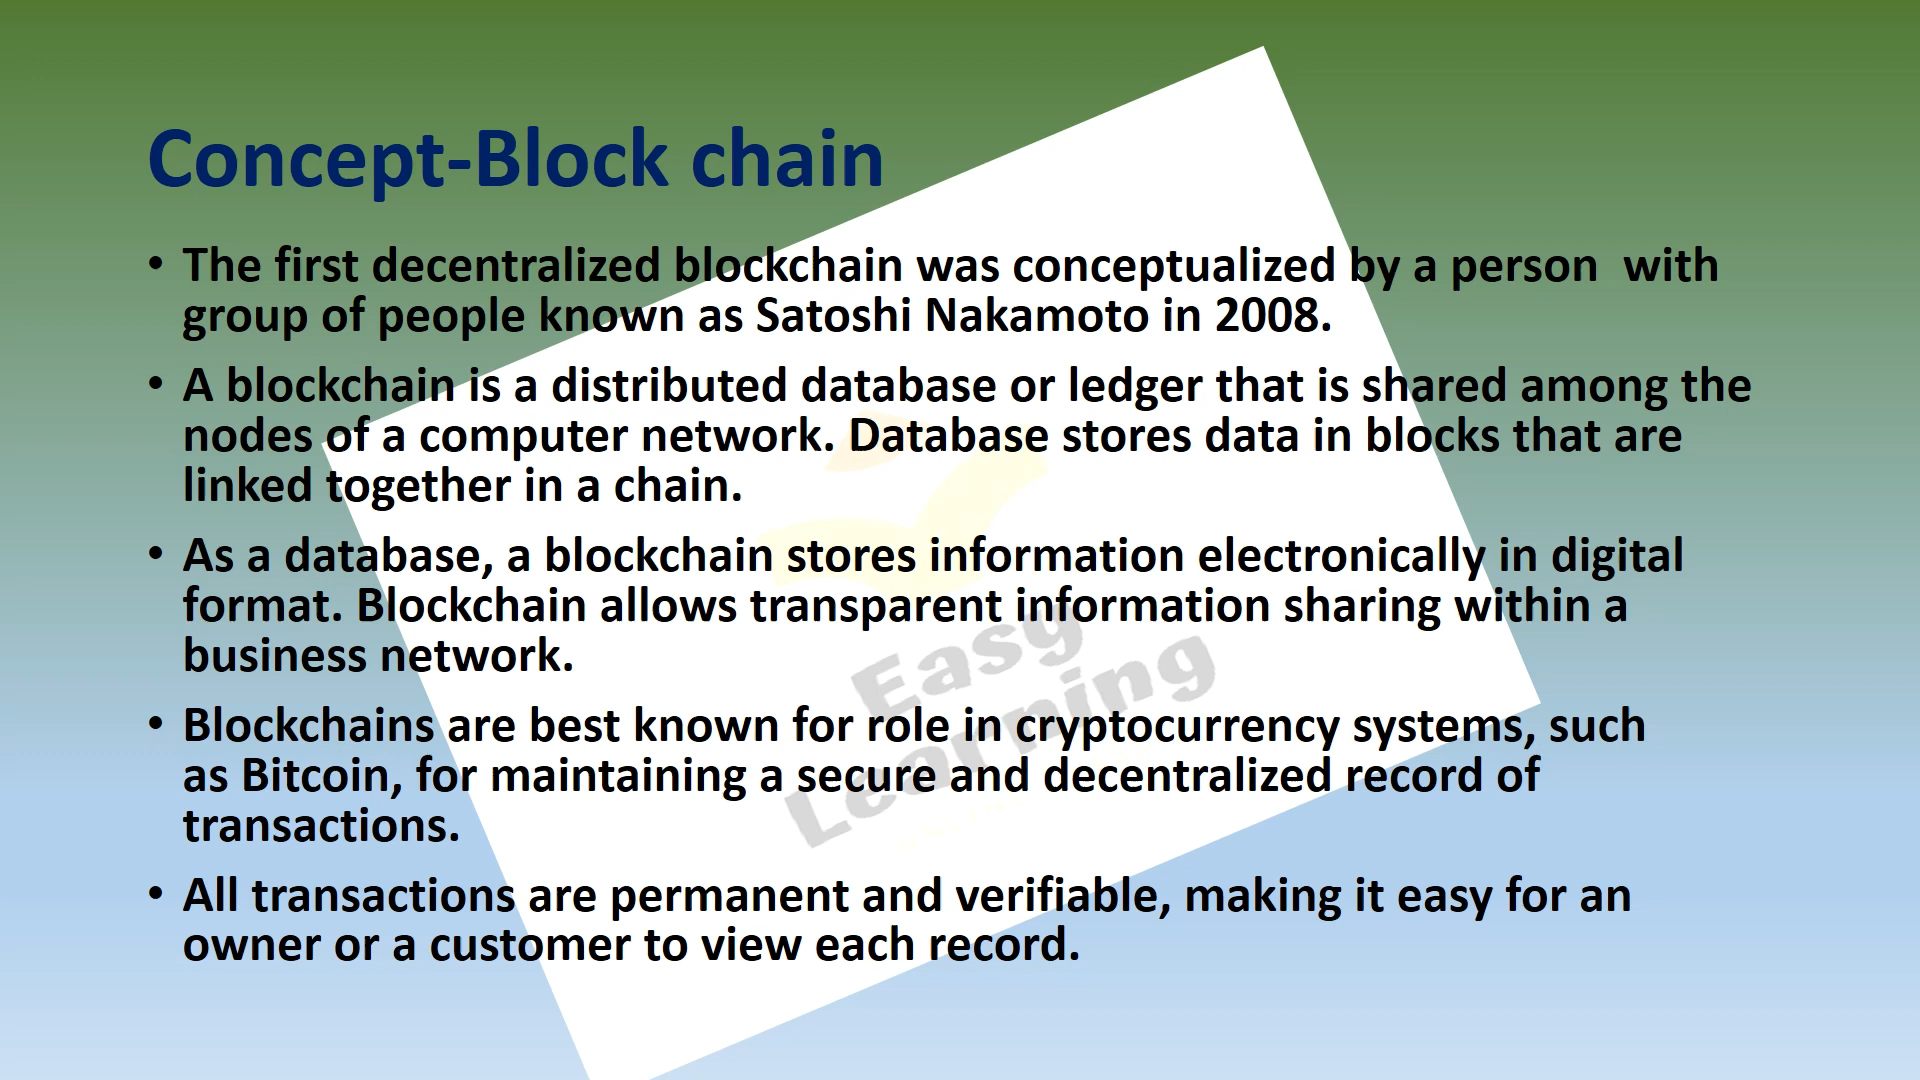 Concept-Block chain
• The first decentralized blockchain was conceptualized by a person  with
group of people known as Satoshi Nakamoto in 2008.
• A blockchain is a distributed database or ledger that is shared among the
nodes of a computer network. Database stores data in blocks that are
linked together in a chain.
• As a database, a blockchain stores information electronically in digital
format. Blockchain allows transparent information sharing within a
business network.
• Blockchains are best known for role in cryptocurrency systems, such
as Bitcoin, for maintaining a secure and decentralized record of
transactions.
• All transactions are permanent and verifiable, making it easy for an
owner or a customer to view each record.
Easy
Learning